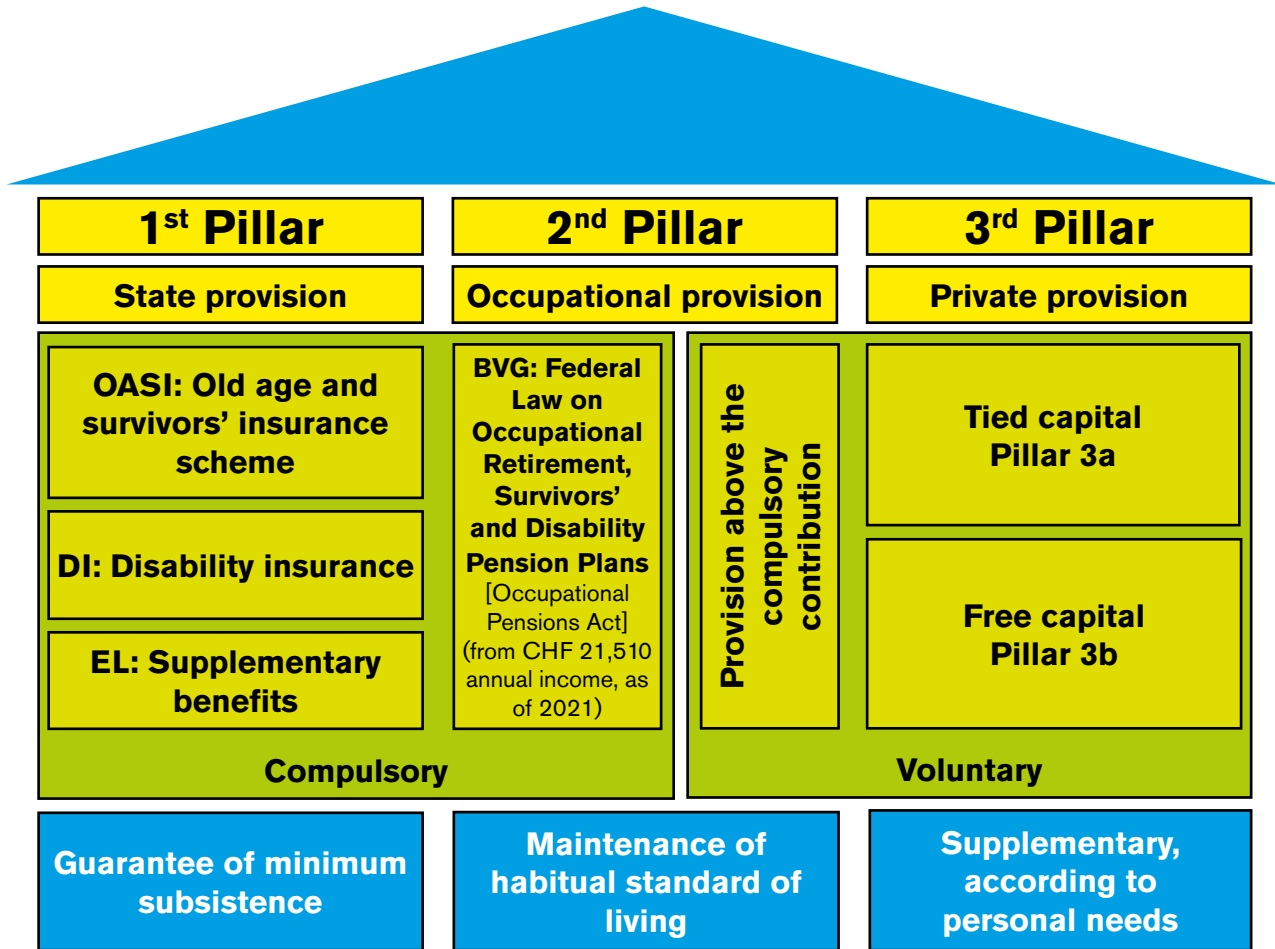 1st Pillar
2nd Pillar
3rd Pillar
State provision
Occupational provision
Private provision
OASI: Old age and
survivors’ insurance
scheme
DI: Disability insurance
EL: Supplementary
benefits
BVG: Federal
Law on
Occupational
Retirement,
Survivors’
and Disability
Pension Plans
[Occupational
Pensions Act]
(from CHF 21,510
annual income, as
of 2021)
Compulsory
Provision above the
compulsory
contribution
Tied capital
Pillar 3a
Free capital
Pillar 3b
Voluntary
Guarantee of minimum
subsistence
Maintenance of
habitual standard of
living
Supplementary,
according to
personal needs